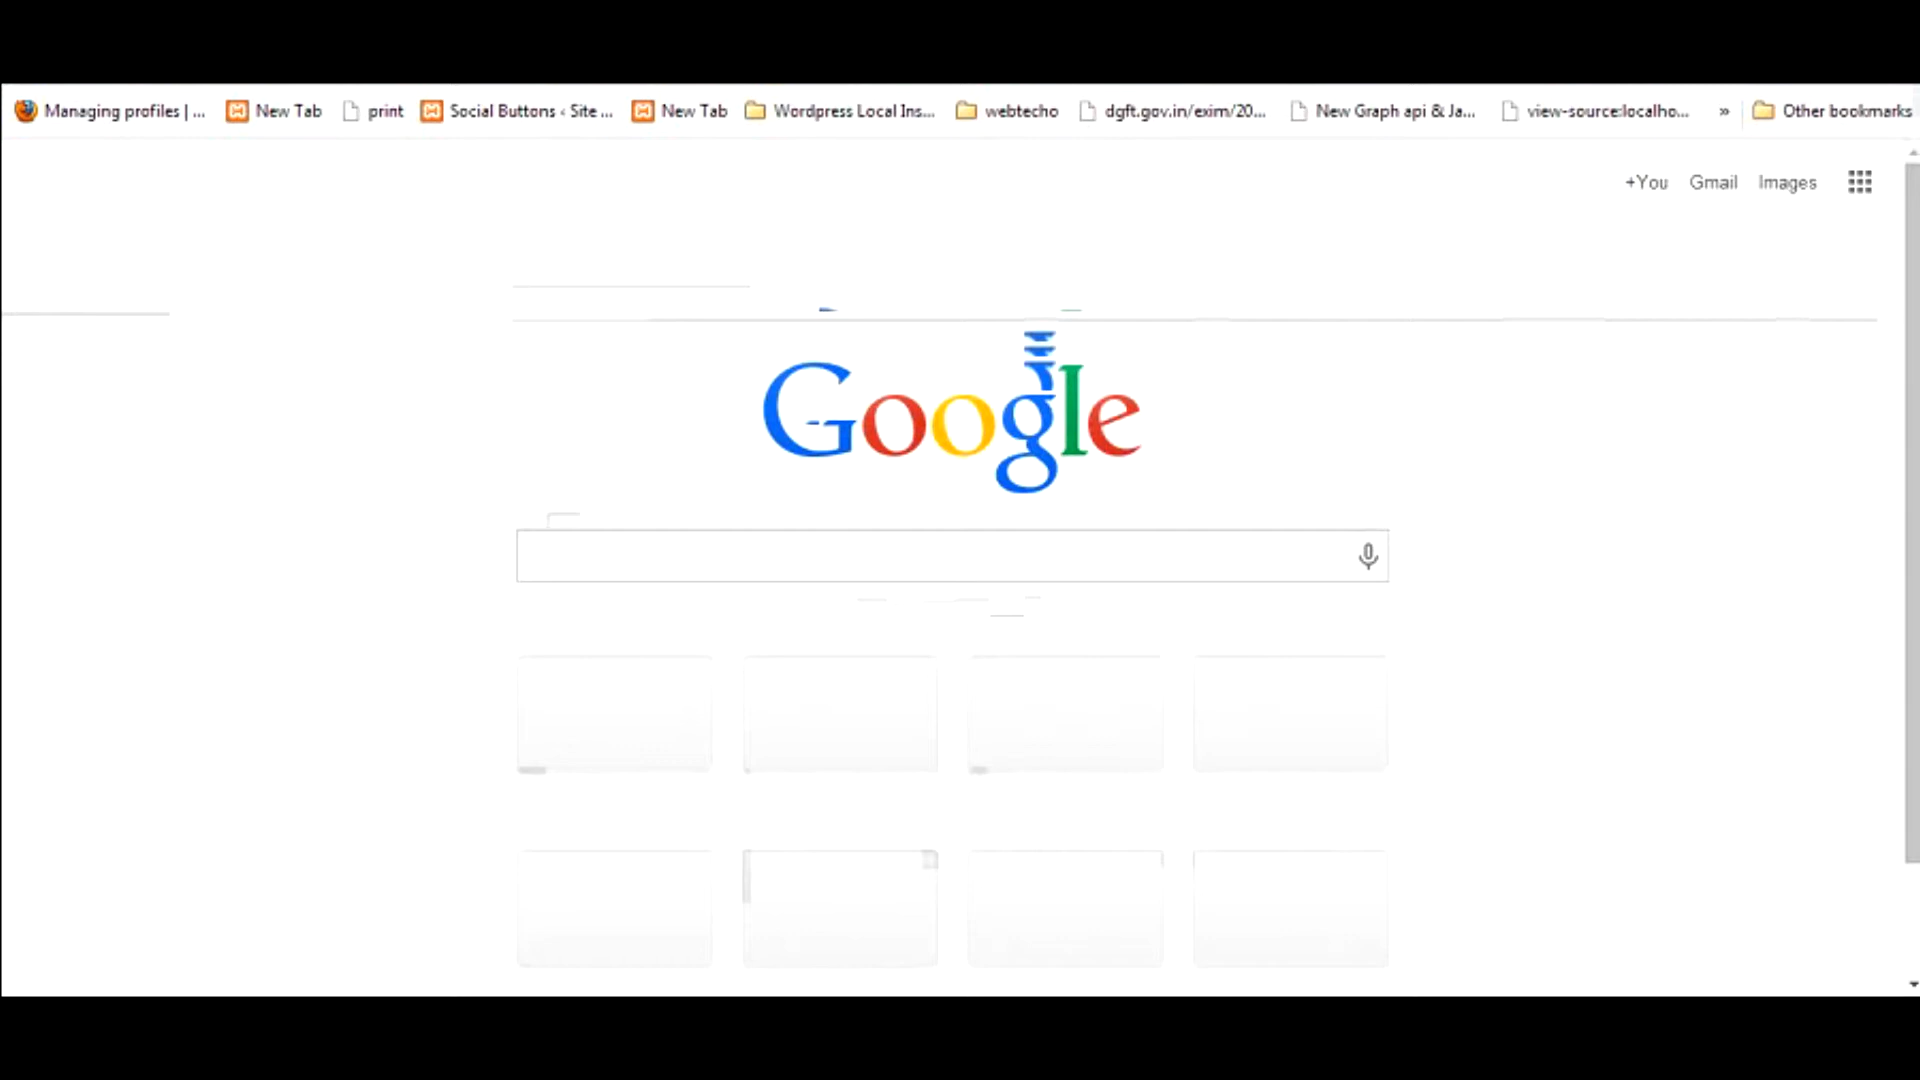 Managing profiles | ... New Tab print Social Buttons ‹ Site ... New Tab Wordpress Local Ins... webtecho dgft.gov.in/exim/20... New Graph api & Ja... view-source:localho... » Other bookmarks
+You Gmail Images
Google